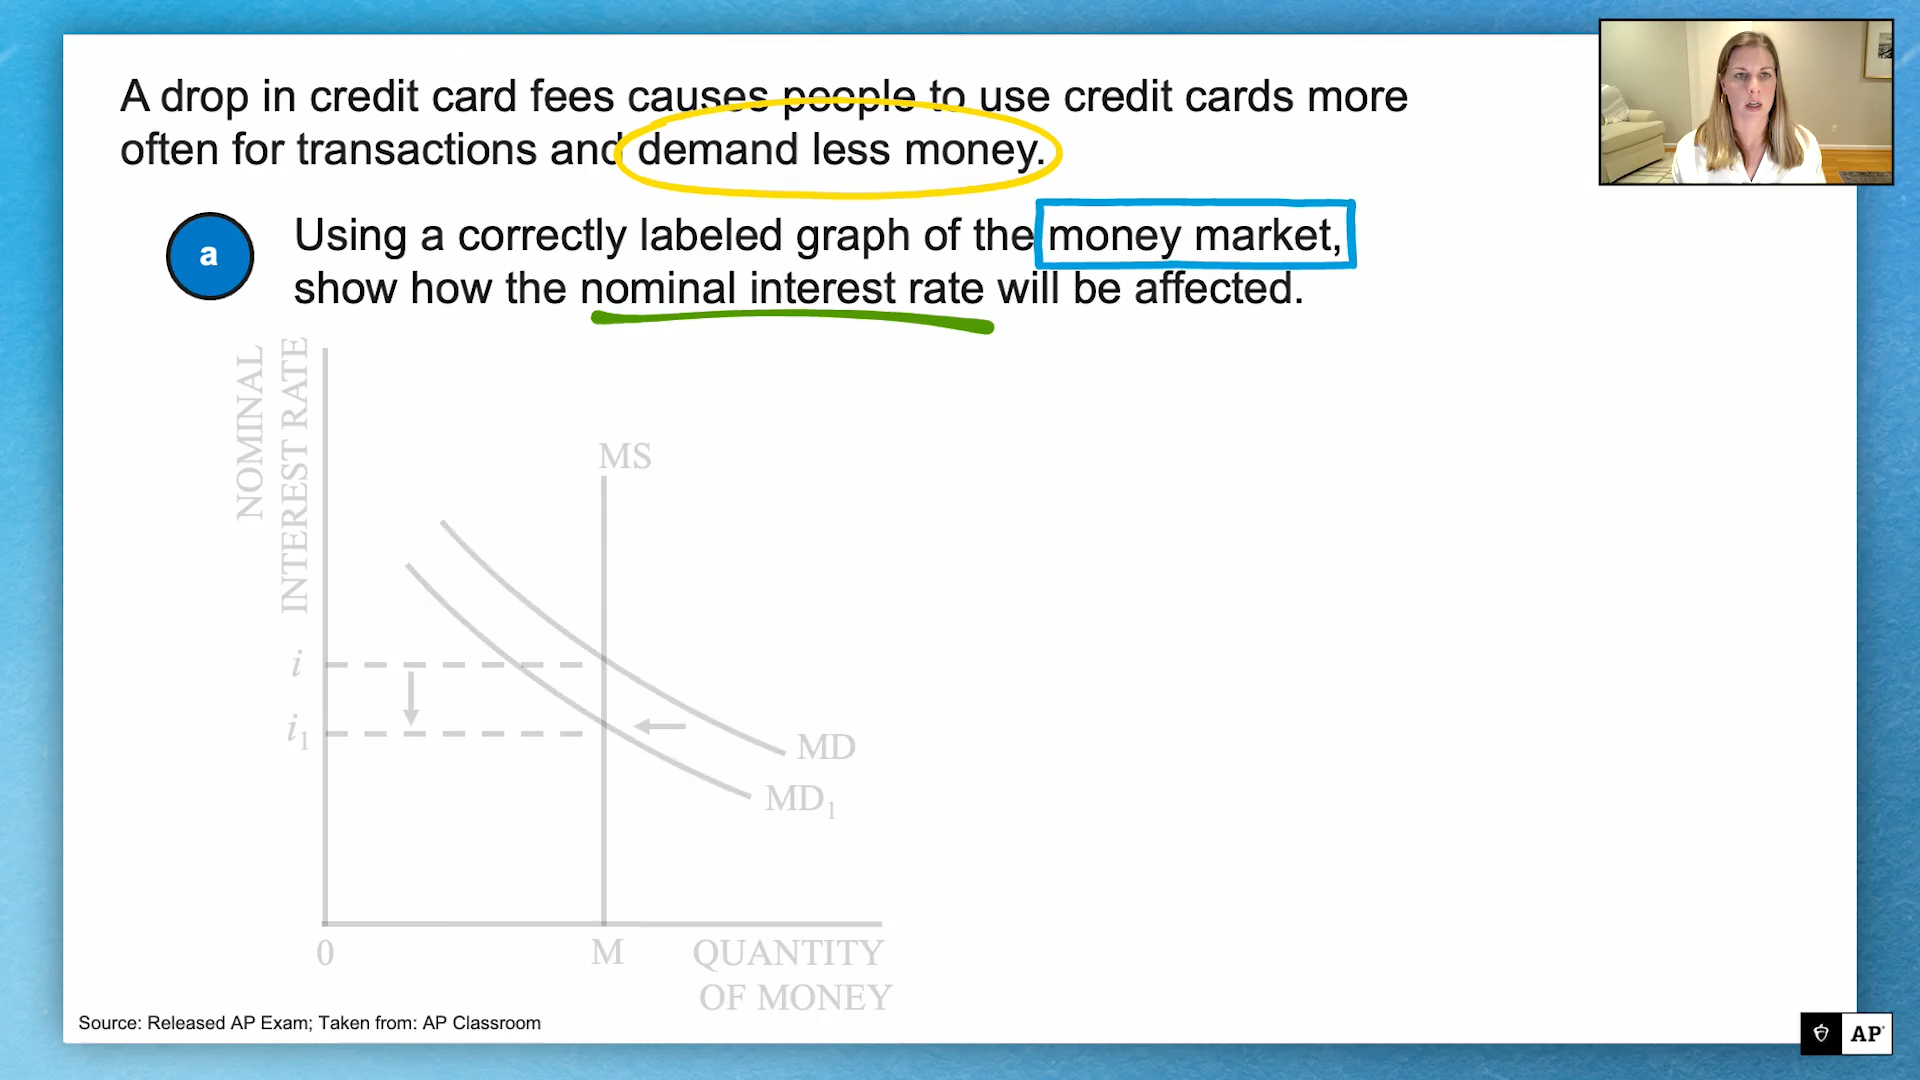 A drop in credit card fees causes people to use credit cards more
often for transactions and demand less money.
a
Using a correctly labeled graph of the money market,
show how the nominal interest rate will be affected.
NOMINAL
INTEREST RATE
MS
i
i₁
MD
MD₁
0
M
QUANTITY
OF MONEY
Source: Released AP Exam; Taken from: AP Classroom
AP